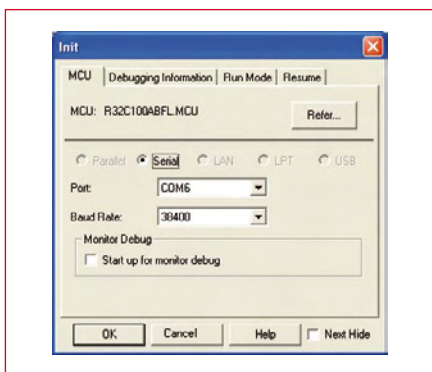 Init
MCU Debugging Information Run Mode Resume
MCU: R32C100ABFL.MCU Refer...
Parallel Serial LAN LPT USB
Port: COM6
Baud Rate: 38400
Monitor Debug
Start up for monitor debug
OK Cancel Help Next Hide